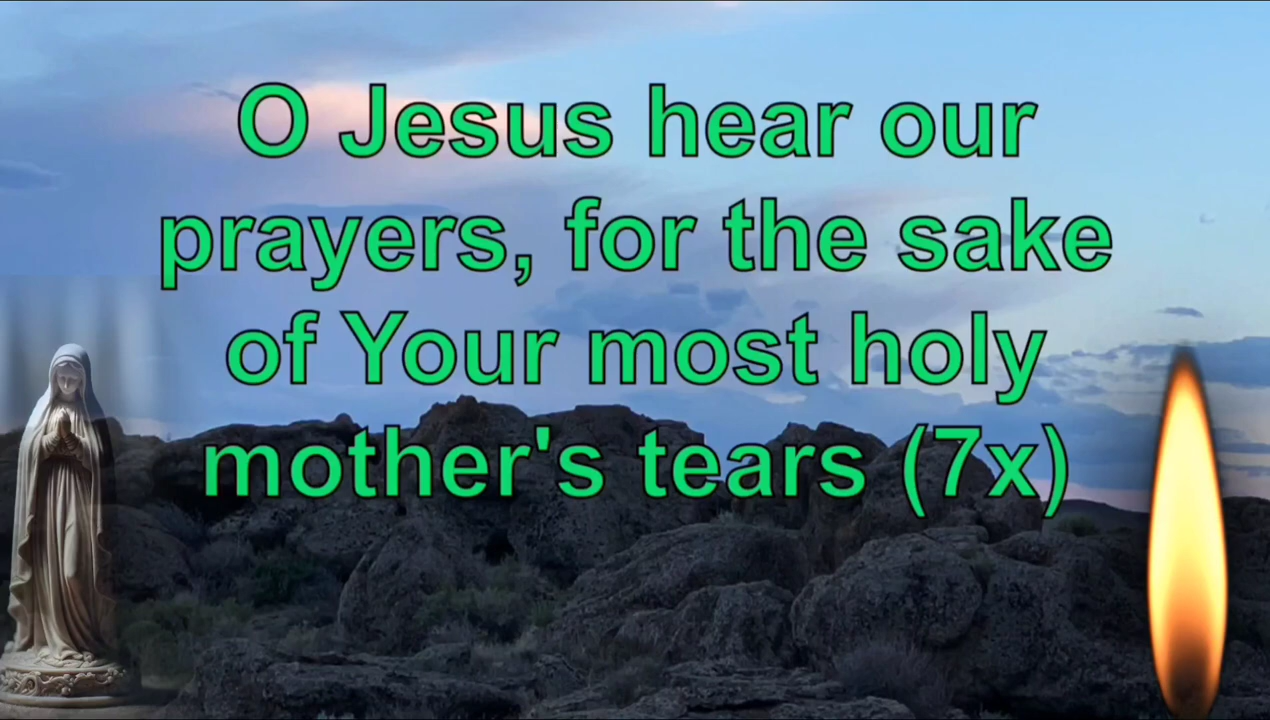 O Jesus hear our
prayers, for the sake
of Your most holy
mother's tears (7x)